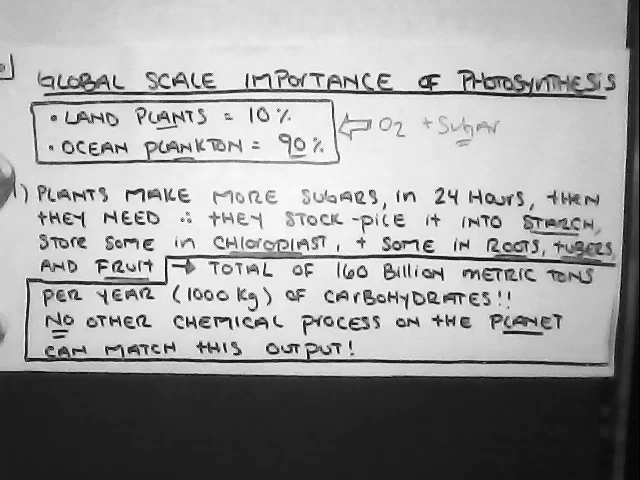 GLOBAL SCALE IMPORTANCE OF PHOTOSYNTHESIS
• LAND PLANTS = 10%
• OCEAN PLANKTON = 90%
O2 + Sugar
1) PLANTS MAKE MORE SUGARS, in 24 Hours, tHEN
tHEY NEED ∴ tHEY STOCK-PILE it iNtO STARCH,
STORE SOME in CHLOROPLAST, + SOME in ROOTS, tUBERS
AND FRUIT → TOTAL OF 160 Billion METRIC TONS
PER YEAR (1000 Kg) OF CARBOHYDRATES!!
NO OTHER CHEMICAL PROCESS ON tHE PLANET
CAN MATCH tHIS OUTPUT!